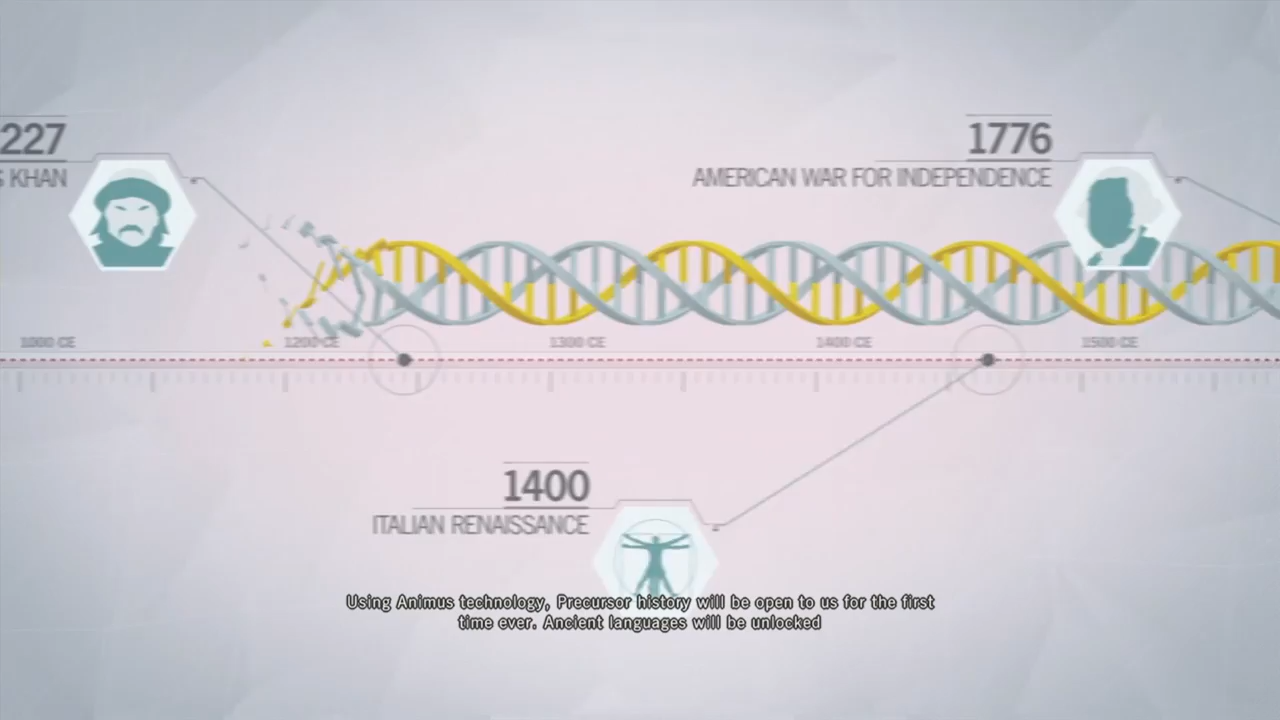 227
S KHAN
1776
AMERICAN WAR FOR INDEPENDENCE
1000 CE
1200 CE
1300 CE
1400 CE
1500 CE
1400
ITALIAN RENAISSANCE
Using Animus technology, Precursor history will be open to us for the first
time ever. Ancient languages will be unlocked